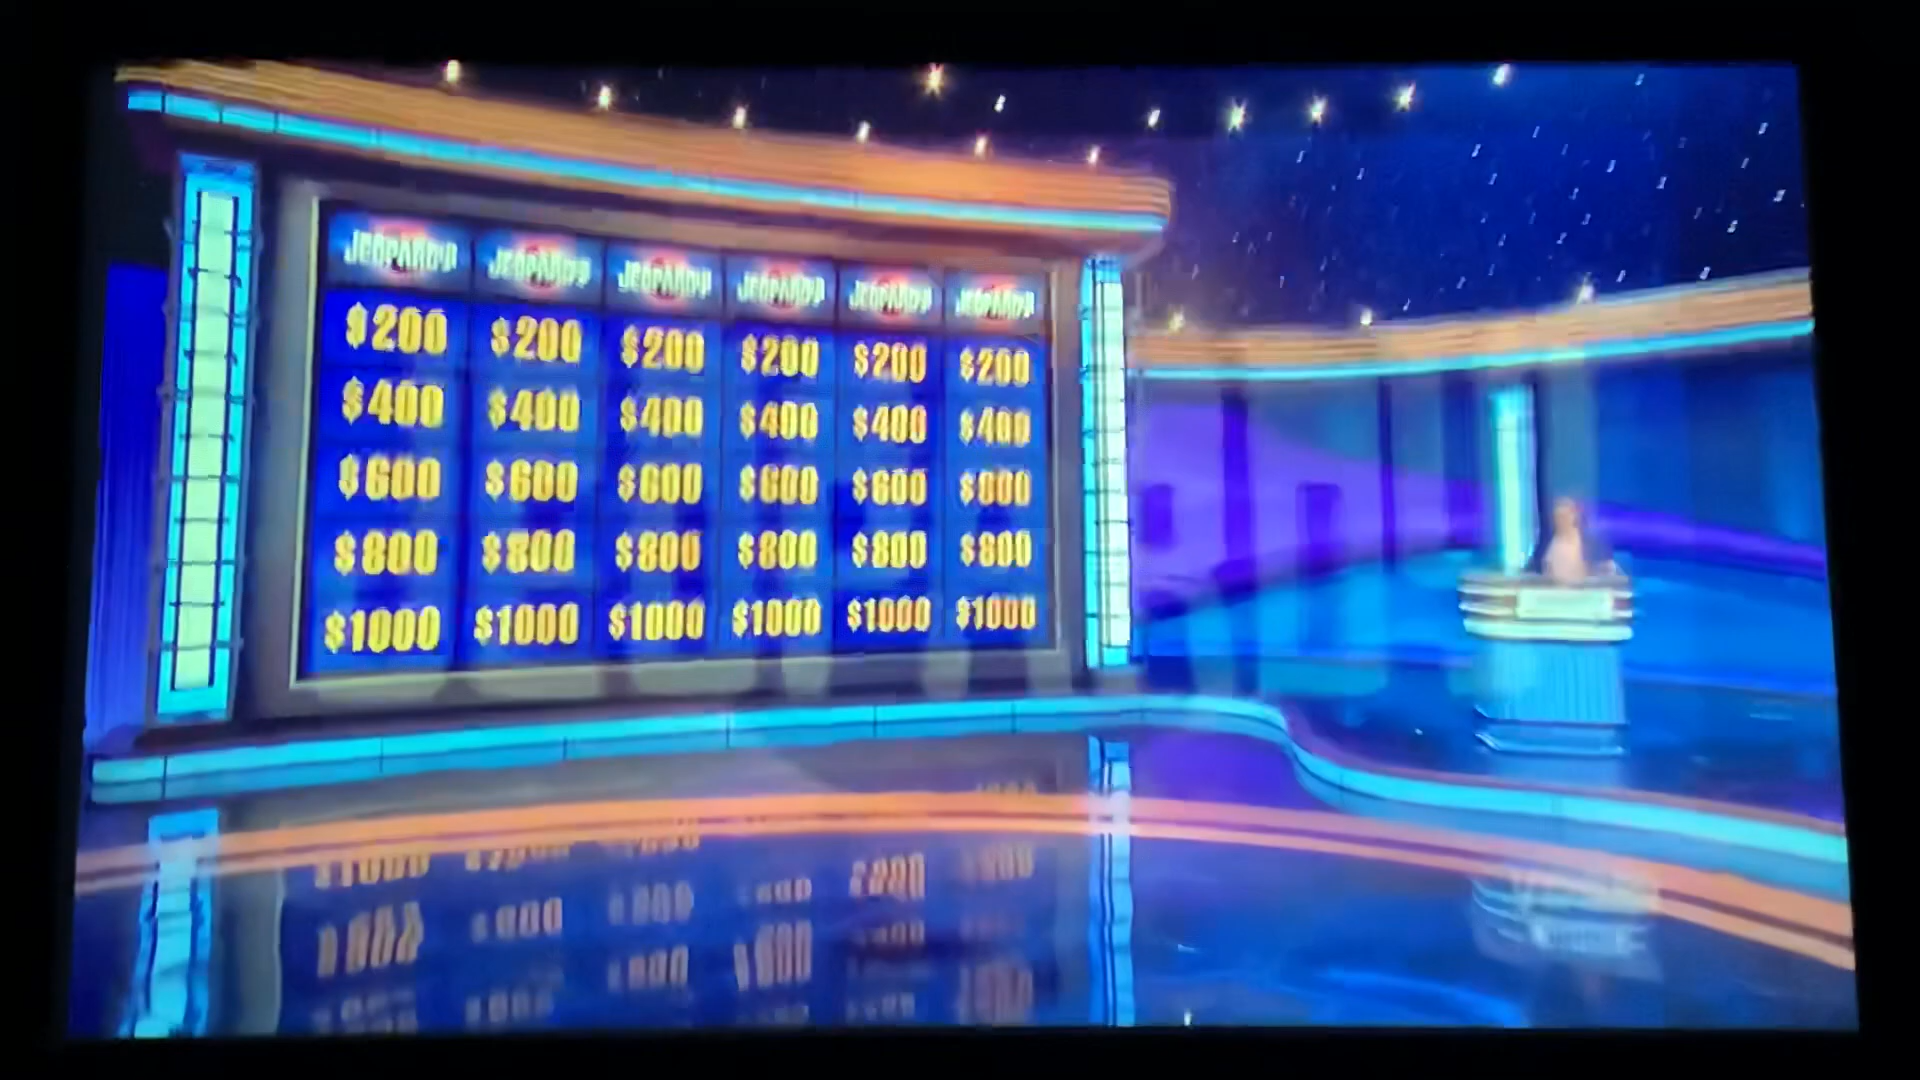 JEOPARDY! JEOPARDY! JEOPARDY! JEOPARDY! JEOPARDY! JEOPARDY!
$200 $200 $200 $200 $200 $200
$400 $400 $400 $400 $400 $400
$600 $600 $600 $600 $600 $600
$800 $800 $800 $800 $800 $800
$1000 $1000 $1000 $1000 $1000 $1000